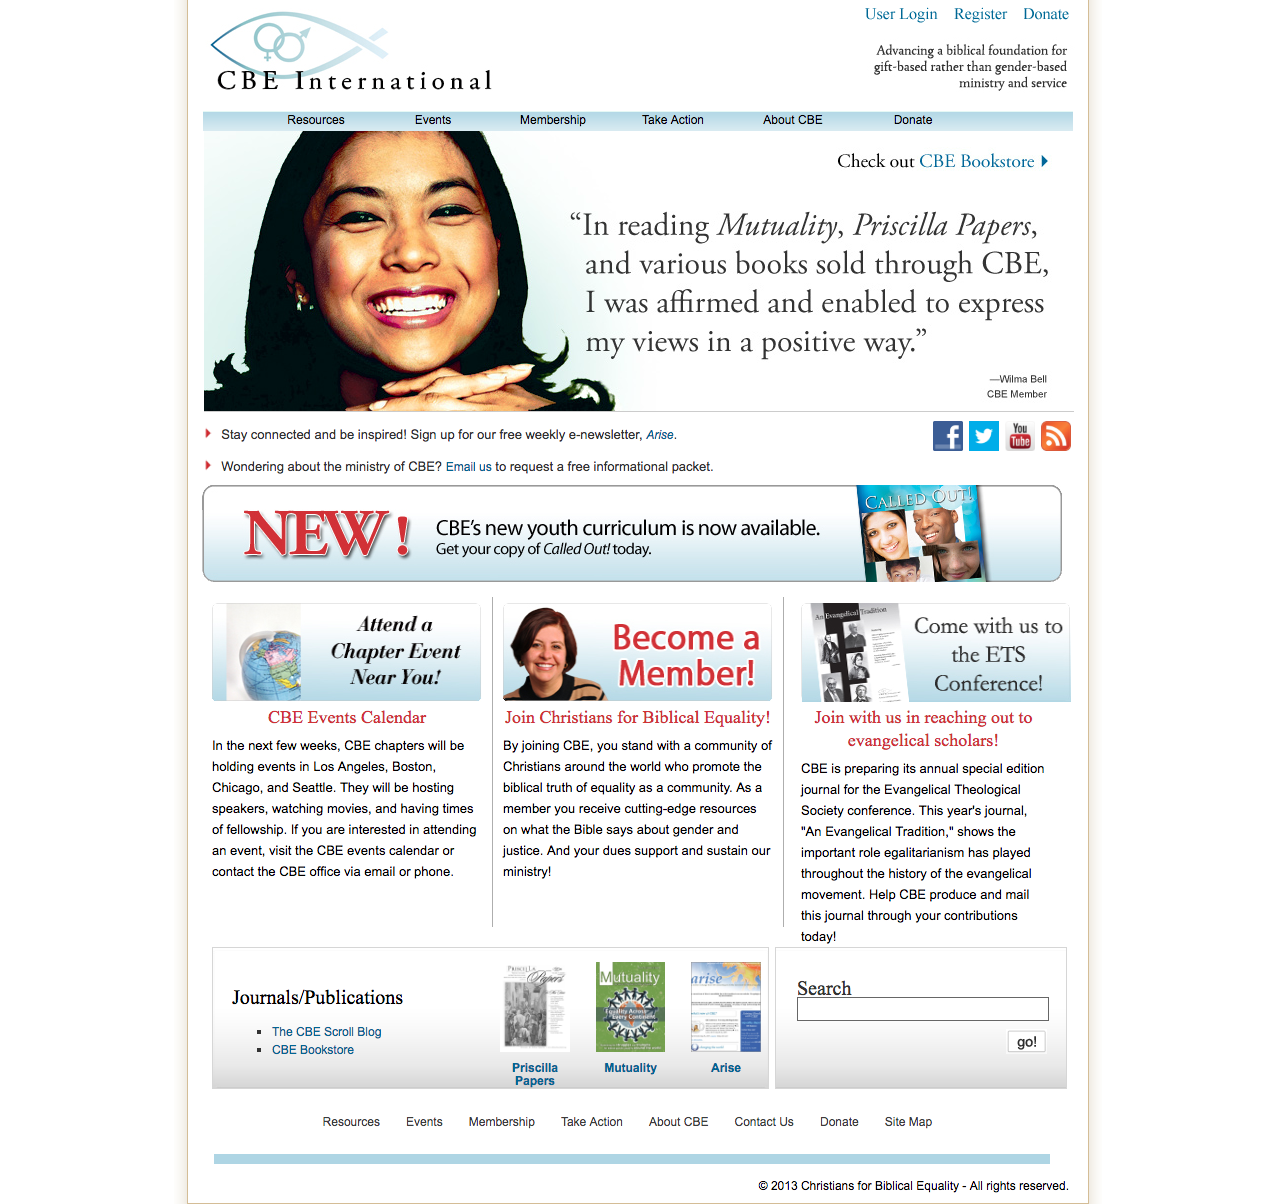 User Login Register Donate
CBE International
Advancing a biblical foundation for
gift-based rather than gender-based
ministry and service
Resources Events Membership Take Action About CBE Donate
Check out CBE Bookstore
“In reading Mutuality, Priscilla Papers,
and various books sold through CBE,
I was affirmed and enabled to express
my views in a positive way.”
—Wilma Bell
CBE Member
Stay connected and be inspired! Sign up for our free weekly e-newsletter, Arise.
You
Tube
Wondering about the ministry of CBE? Email us to request a free informational packet.
NEW!
CBE’s new youth curriculum is now available.
Get your copy of Called Out! today.
CALLED OUT!
Attend a
Chapter Event
Near You!
CBE Events Calendar
In the next few weeks, CBE chapters will be
holding events in Los Angeles, Boston,
Chicago, and Seattle. They will be hosting
speakers, watching movies, and having times
of fellowship. If you are interested in attending
an event, visit the CBE events calendar or
contact the CBE office via email or phone.
Become a
Member!
Join Christians for Biblical Equality!
By joining CBE, you stand with a community of
Christians around the world who promote the
biblical truth of equality as a community. As a
member you receive cutting-edge resources
on what the Bible says about gender and
justice. And your dues support and sustain our
ministry!
An Evangelical Tradition
Come with us to
the ETS
Conference!
Join with us in reaching out to
evangelical scholars!
CBE is preparing its annual special edition
journal for the Evangelical Theological
Society conference. This year's journal,
"An Evangelical Tradition," shows the
important role egalitarianism has played
throughout the history of the evangelical
movement. Help CBE produce and mail
this journal through your contributions
today!
Journals/Publications
The CBE Scroll Blog
CBE Bookstore
PRISCILLA
Papers
Priscilla
Papers
Mutuality
Equality Across
Every Continent
Mutuality
arise
Arise
Search
go!
Resources Events Membership Take Action About CBE Contact Us Donate Site Map
© 2013 Christians for Biblical Equality - All rights reserved.